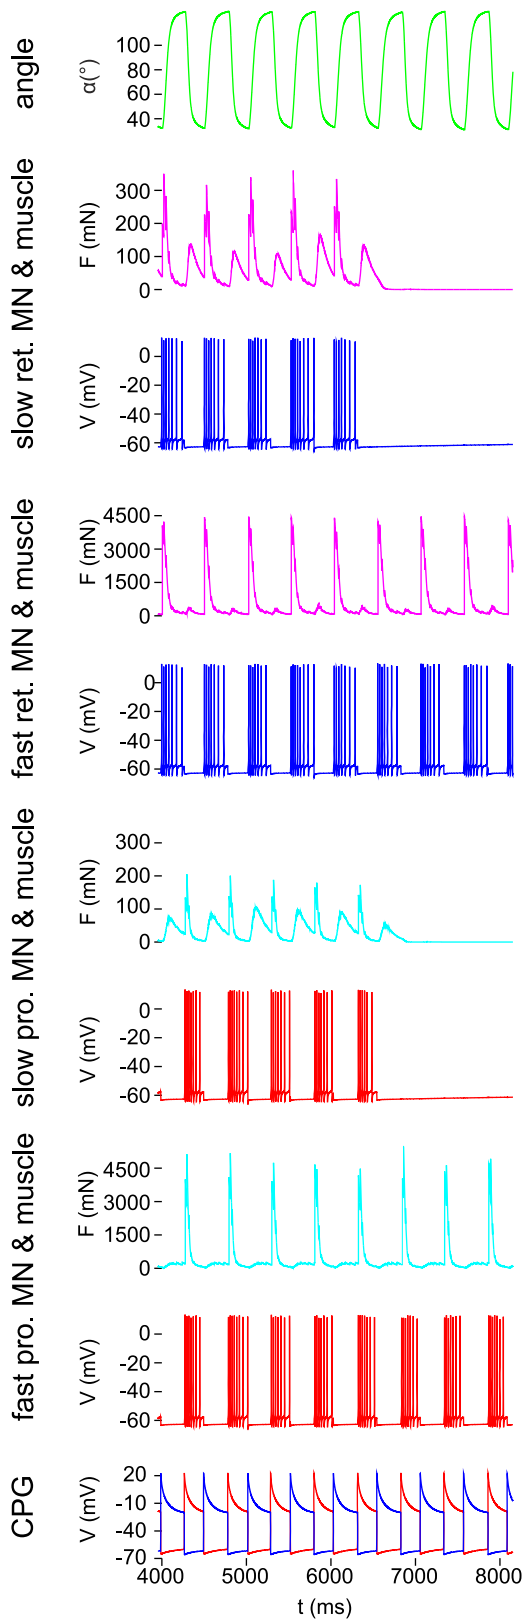 angle
α(°)
100
80
60
40
slow ret. MN & muscle
F (mN)
300
200
100
0
V (mV)
0
-20
-40
-60
fast ret. MN & muscle
F (mN)
4500
3000
1500
0
V (mV)
0
-20
-40
-60
slow pro. MN & muscle
F (mN)
300
200
100
0
V (mV)
0
-20
-40
-60
fast pro. MN & muscle
F (mN)
4500
3000
1500
0
V (mV)
0
-20
-40
-60
CPG
V (mV)
20
-10
-40
-70
4000 5000 6000 7000 8000
t (ms)